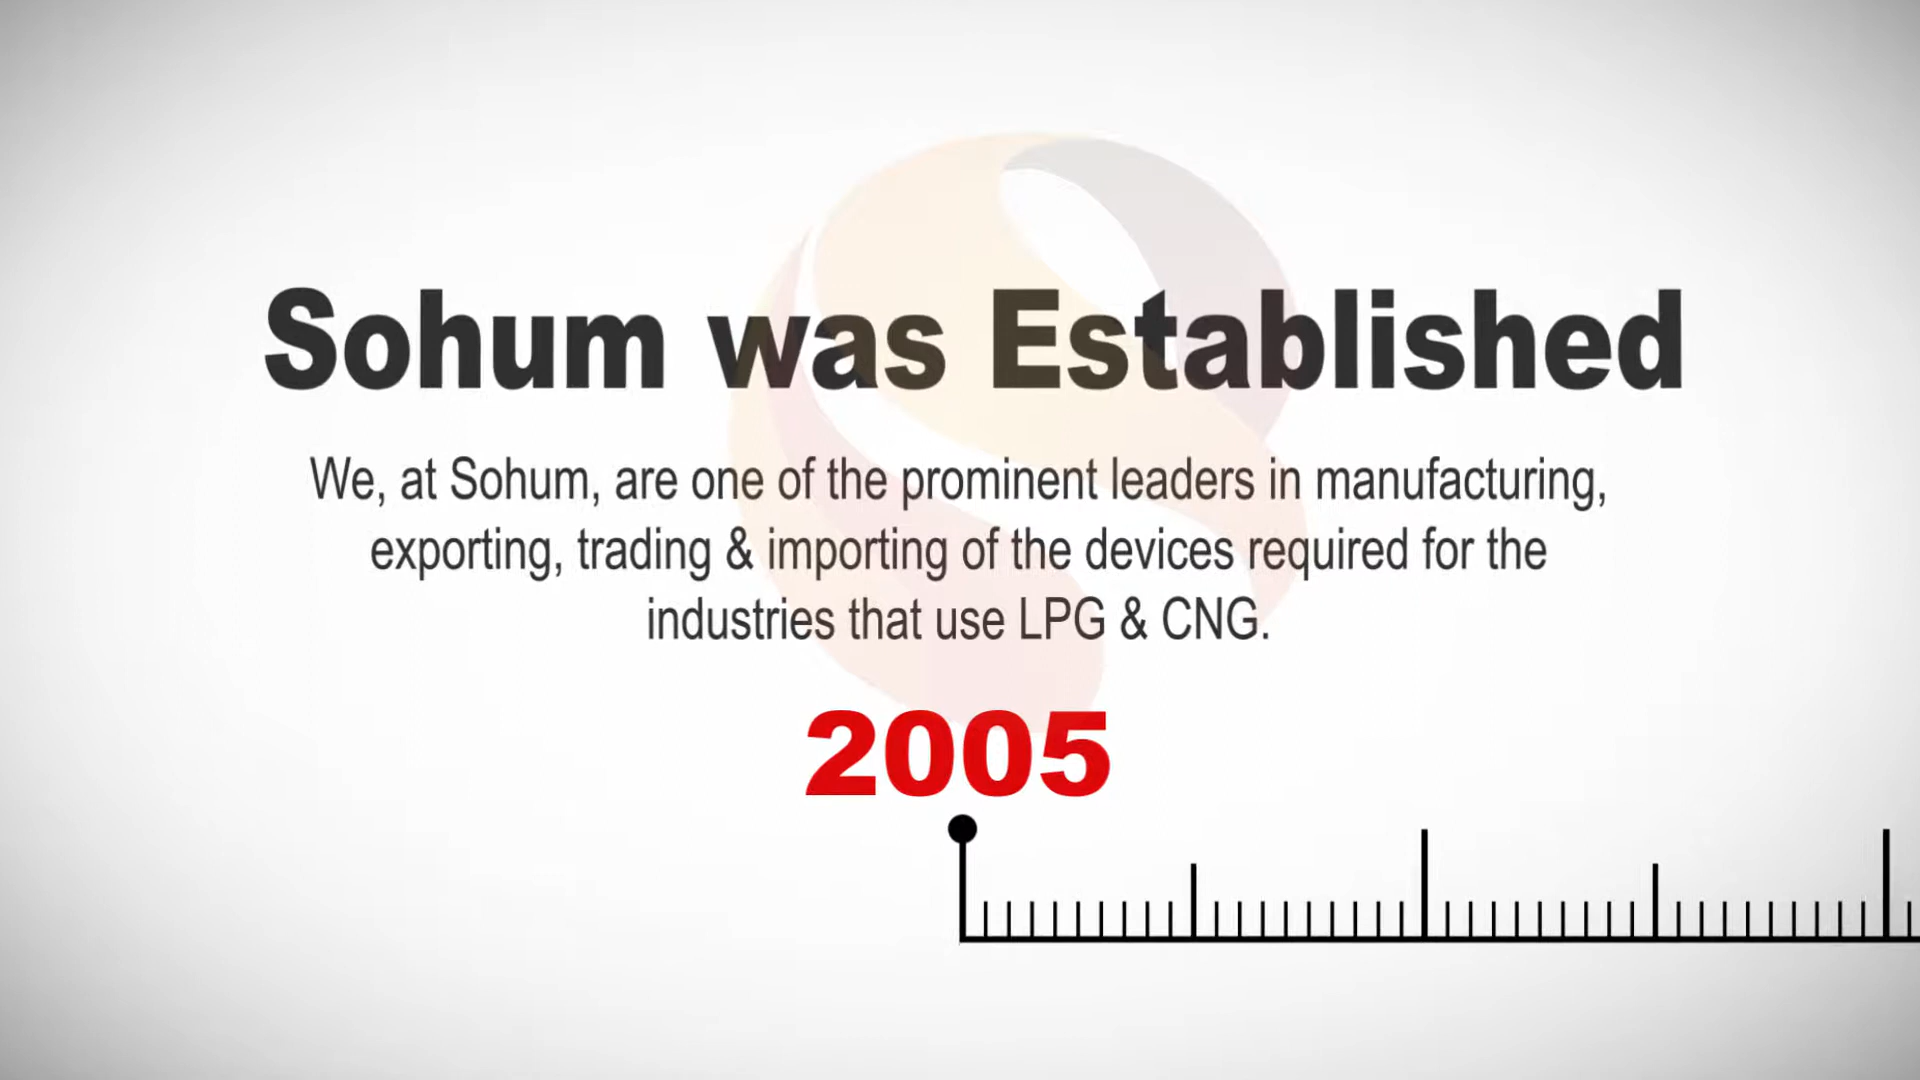 Sohum was Established
We, at Sohum, are one of the prominent leaders in manufacturing,
exporting, trading & importing of the devices required for the
industries that use LPG & CNG.
2005